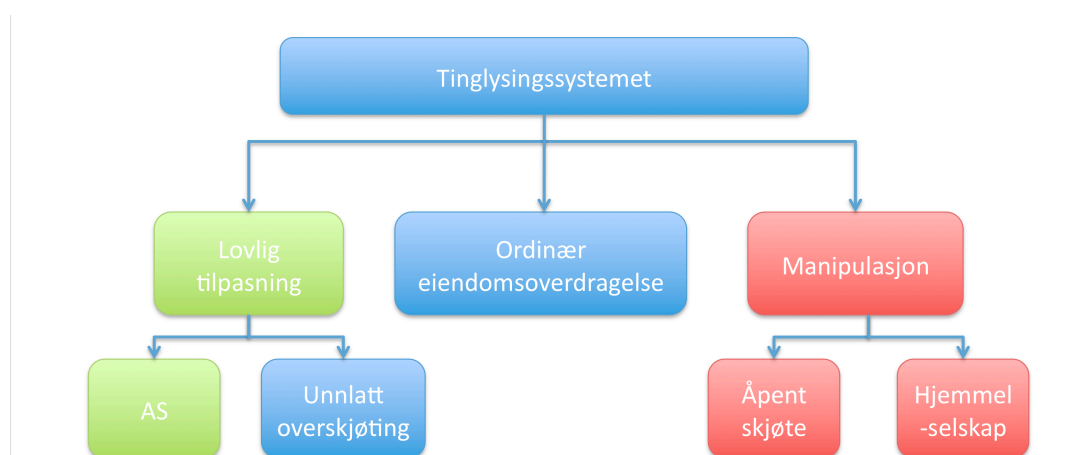 Tinglysingssystemet
Lovlig
tilpasning
Ordinær
eiendomsoverdragelse
Manipulasjon
AS
Unnlatt
overskjøting
Åpent
skjøte
Hjemmel
-selskap